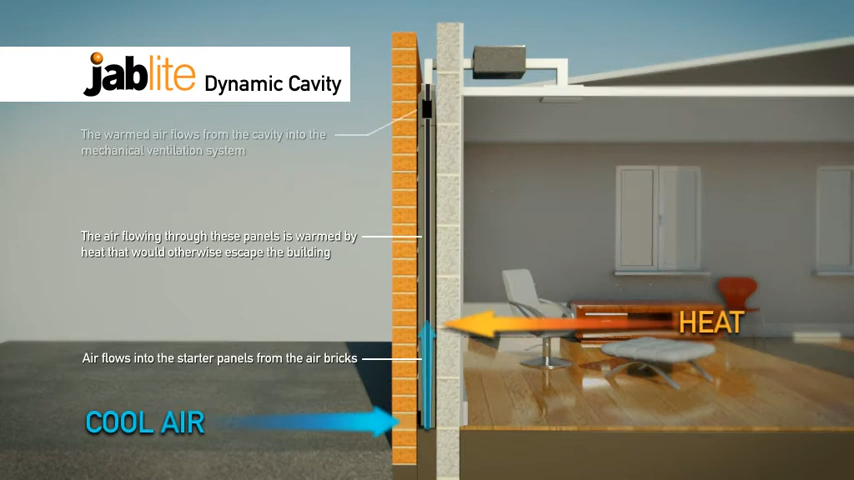 jablite Dynamic Cavity
The warmed air flows from the cavity into the
mechanical ventilation system
The air flowing through these panels is warmed by
heat that would otherwise escape the building
HEAT
Air flows into the starter panels from the air bricks
COOL AIR